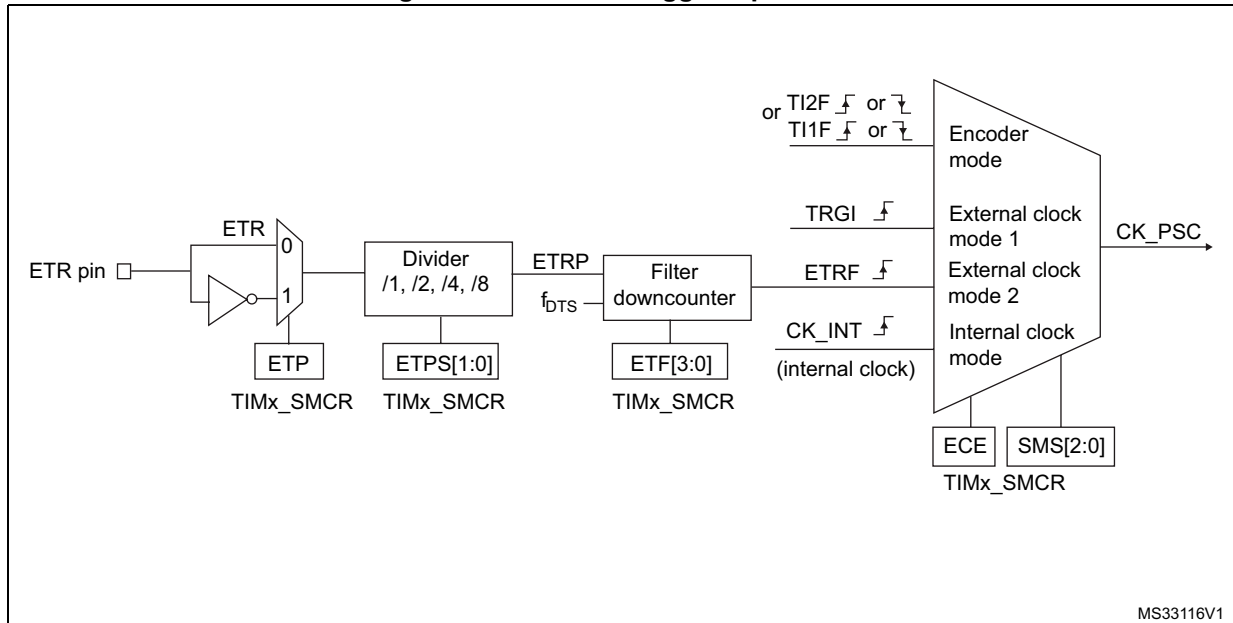 or TI2F or
TI1F or
Encoder
mode
TRGI
External clock
mode 1
CK_PSC
ETR
0
ETR pin
1
Divider
/1, /2, /4, /8
ETRP
fDTS
Filter
downcounter
ETRF
External clock
mode 2
CK_INT
(internal clock)
Internal clock
mode
ETP
TIMx_SMCR
ETPS[1:0]
TIMx_SMCR
ETF[3:0]
TIMx_SMCR
ECE
SMS[2:0]
TIMx_SMCR
MS33116V1